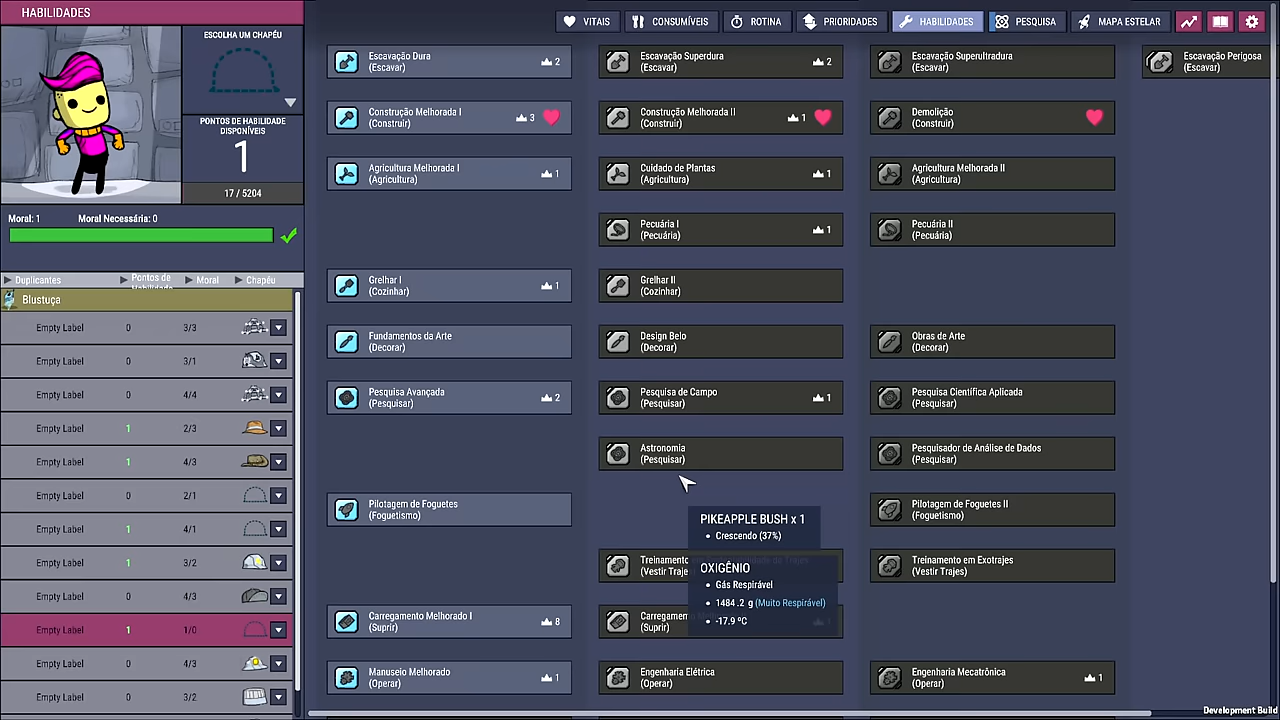 HABILIDADES
VITAIS
CONSUMÍVEIS
ROTINA
PRIORIDADES
HABILIDADES
PESQUISA
MAPA ESTELAR
ESCOLHA UM CHAPÉU
PONTOS DE HABILIDADE
DISPONÍVEIS
1
17 / 5204
Moral: 1
Moral Necessária: 0
Duplicantes
Pontos de
Habilidade
Moral
Chapéu
Blustuça
Empty Label 0 3/3
Empty Label 0 3/1
Empty Label 0 4/4
Empty Label 1 2/3
Empty Label 1 4/3
Empty Label 0 2/1
Empty Label 1 4/1
Empty Label 1 3/2
Empty Label 0 4/3
Empty Label 1 1/0
Empty Label 0 4/3
Empty Label 0 3/2
Escavação Dura
(Escavar)
2
Escavação Superdura
(Escavar)
2
Escavação Superultradura
(Escavar)
Escavação Perigosa
(Escavar)
Construção Melhorada I
(Construir)
3
Construção Melhorada II
(Construir)
1
Demolição
(Construir)
Agricultura Melhorada I
(Agricultura)
1
Cuidado de Plantas
(Agricultura)
1
Agricultura Melhorada II
(Agricultura)
Pecuária I
(Pecuária)
1
Pecuária II
(Pecuária)
Grelhar I
(Cozinhar)
1
Grelhar II
(Cozinhar)
Fundamentos da Arte
(Decorar)
Design Belo
(Decorar)
Obras de Arte
(Decorar)
Pesquisa Avançada
(Pesquisar)
2
Pesquisa de Campo
(Pesquisar)
1
Pesquisa Científica Aplicada
(Pesquisar)
Astronomia
(Pesquisar)
Pesquisador de Análise de Dados
(Pesquisar)
Pilotagem de Foguetes
(Foguetismo)
Pilotagem de Foguetes II
(Foguetismo)
PIKEAPPLE BUSH x 1
Crescendo (37%)
OXIGÊNIO
Gás Respirável
1484.2 g (Muito Respirável)
-17.9 ºC
(Vestir Traje
Treinamento em Exotrajes
(Vestir Trajes)
Carregamento Melhorado I
(Suprir)
8
(Suprir)
Manuseio Melhorado
(Operar)
1
Engenharia Elétrica
(Operar)
Engenharia Mecatrônica
(Operar)
1
Development Build